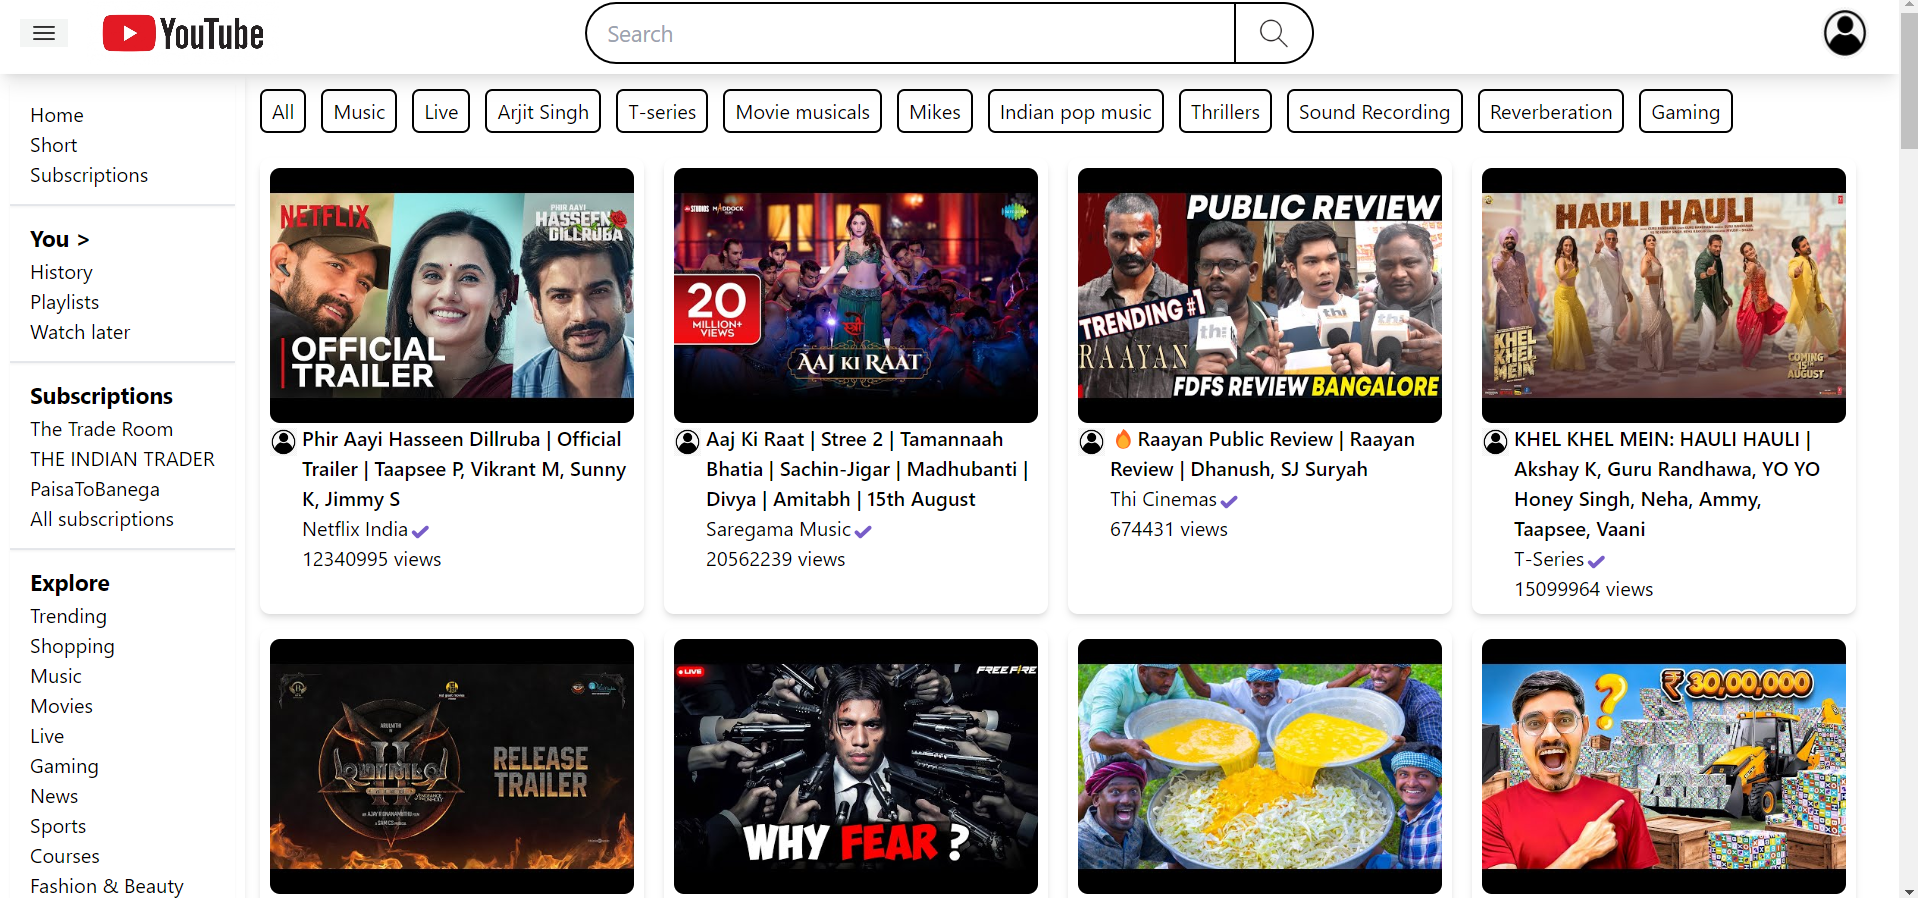 YouTube
Search
Home
Short
Subscriptions
You >
History
Playlists
Watch later
Subscriptions
The Trade Room
THE INDIAN TRADER
PaisaToBanega
All subscriptions
Explore
Trending
Shopping
Music
Movies
Live
Gaming
News
Sports
Courses
Fashion & Beauty
All Music Live Arjit Singh T-series Movie musicals Mikes Indian pop music Thrillers Sound Recording Reverberation Gaming
NETFLIX
PHIR AAYI
HASSEEN
DILLRUBA
OFFICIAL
TRAILER
Phir Aayi Hasseen Dillruba | Official
Trailer | Taapsee P, Vikrant M, Sunny
K, Jimmy S
Netflix India
12340995 views
STUDIOS MADDOCK
20
MILLION+
VIEWS
स्त्री
AAJ KI RAAT
Aaj Ki Raat | Stree 2 | Tamannaah
Bhatia | Sachin-Jigar | Madhubanti |
Divya | Amitabh | 15th August
Saregama Music
20562239 views
PUBLIC REVIEW
TRENDING #1
thi
thi
thi
RAAYAN
FDFS REVIEW BANGALORE
🔥 Raayan Public Review | Raayan
Review | Dhanush, SJ Suryah
Thi Cinemas
674431 views
HAULI HAULI
KHEL
KHEL
MEIN
COMING
15TH
AUGUST
KHEL KHEL MEIN: HAULI HAULI |
Akshay K, Guru Randhawa, YO YO
Honey Singh, Neha, Ammy,
Taapsee, Vaani
T-Series
15099964 views
II
RELEASE
TRAILER
LIVE
FREE FIRE
WHY FEAR ?
₹ 30,00,000
?